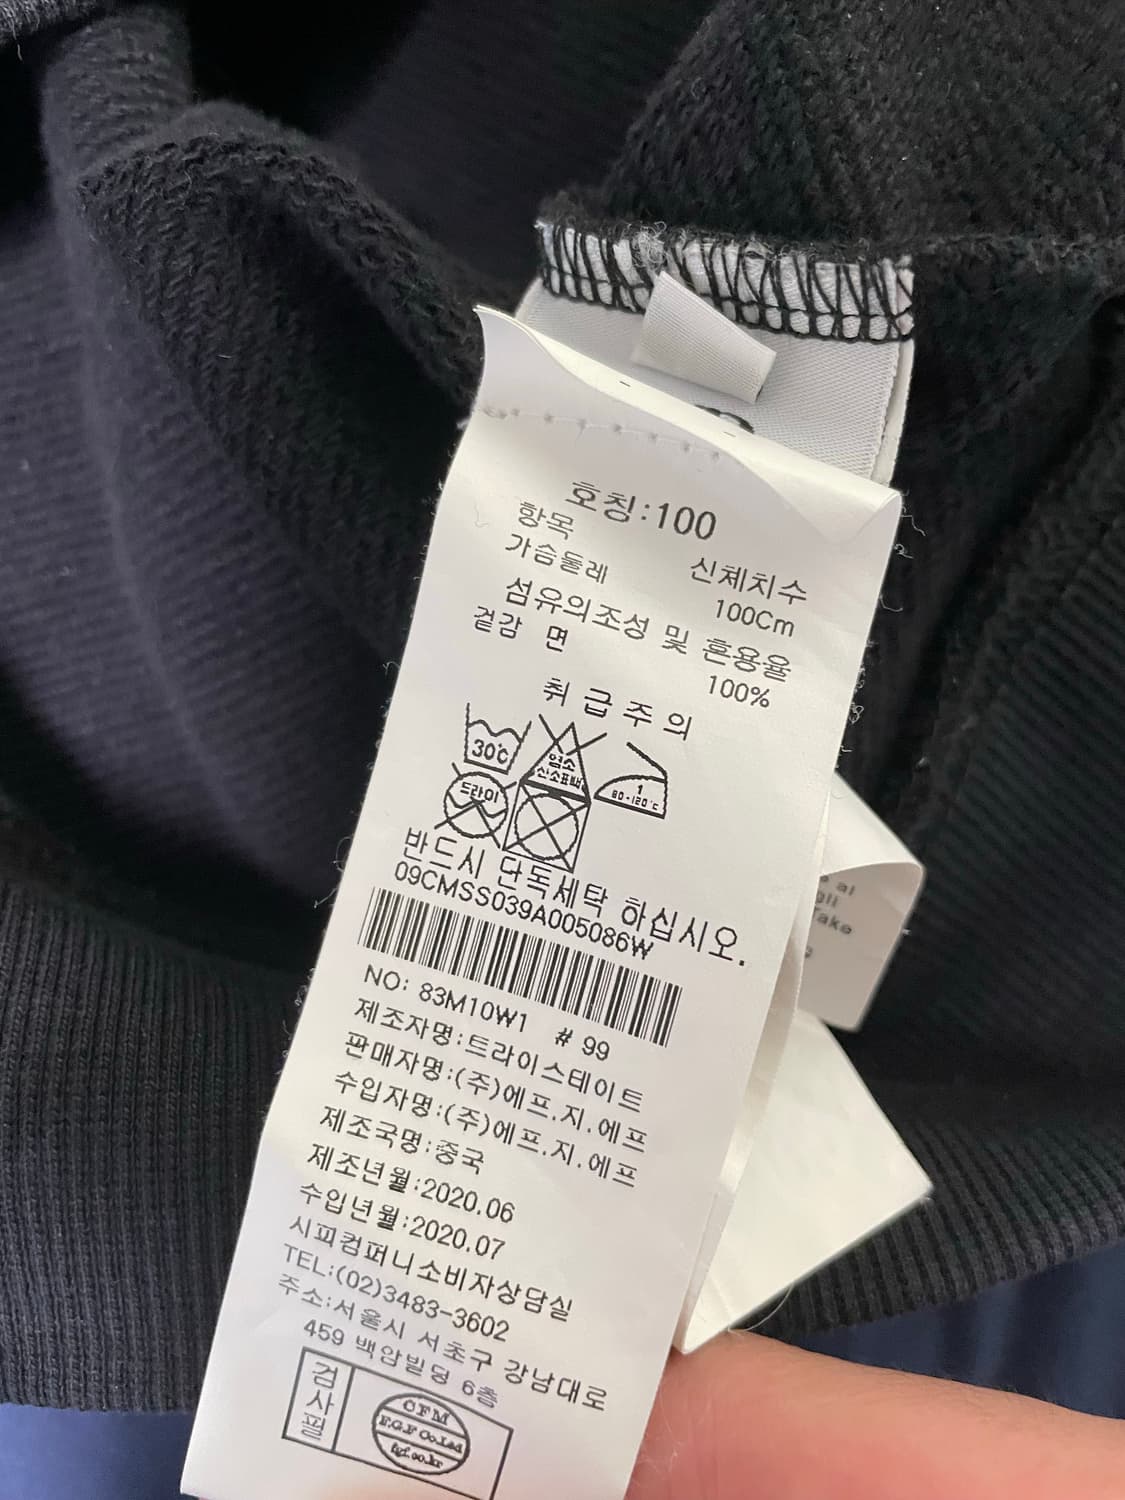 호칭:100
항목 신체치수
가슴둘레 100Cm
섬유의조성 및 혼용율
겉감 면 100%
취급주의
30℃
염소
산소표백
1
80-120℃
드라이
반드시 단독세탁 하십시오.
09CMSS039A005086W
NO: 83M10W1 # 99
제조자명:트라이스테이트
판매자명:(주)에프.지.에프
수입자명:(주)에프.지.에프
제조국명:중국
제조년월:2020.06
수입년월:2020.07
시피컴퍼니소비자상담실
TEL:(02)3483-3602
주소:서울시 서초구 강남대로
459 백암빌딩 6층
검사필
CFM
F.G.F Co.Ltd
fgf.co.kr
al
gli
Take